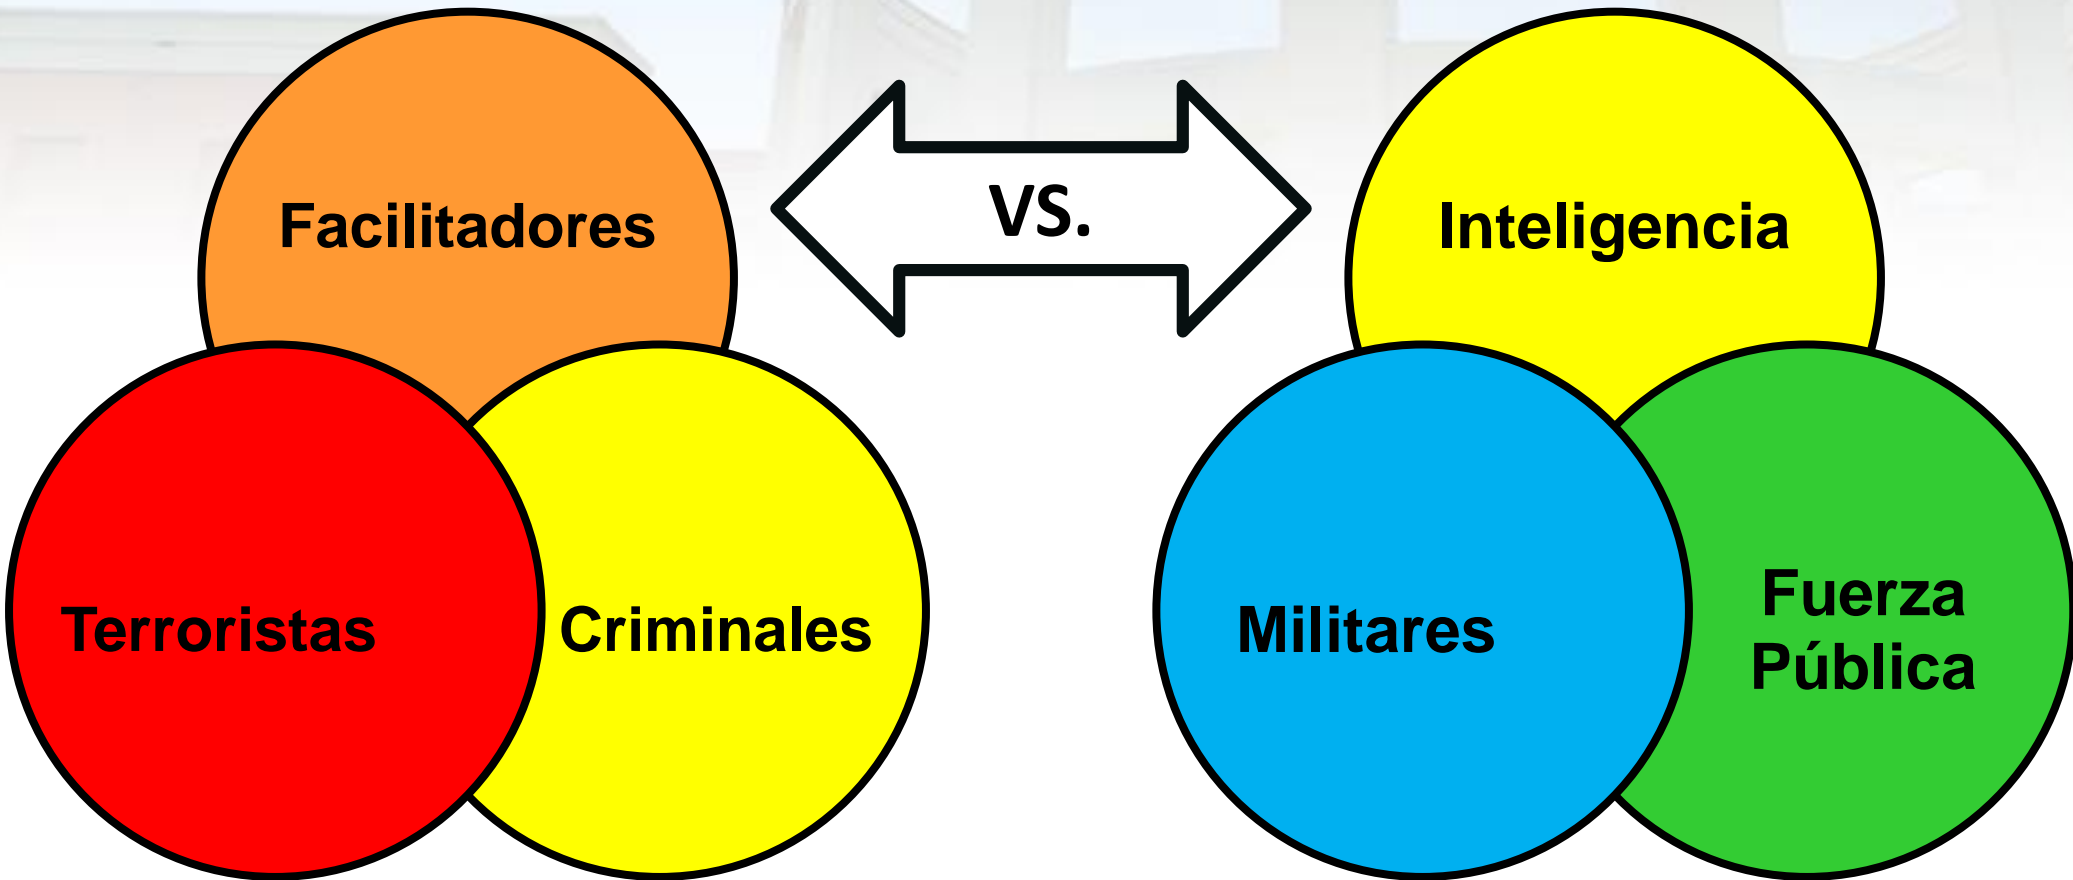 Facilitadores
VS.
Inteligencia
Terroristas
Criminales
Militares
Fuerza
Pública